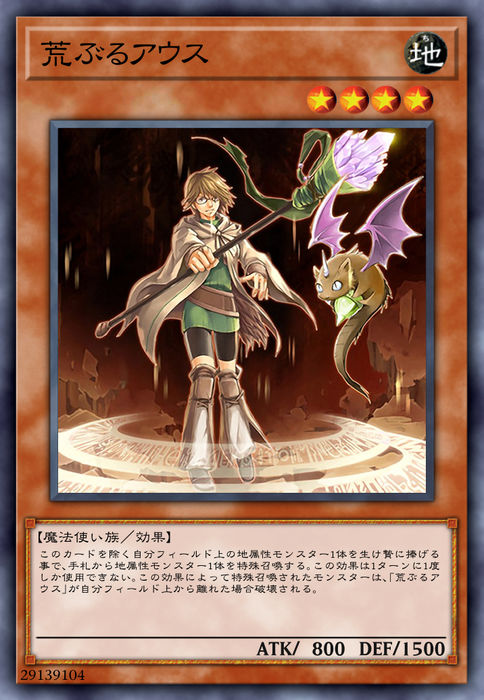 荒ぶるアウス
ち
地
【魔法使い族／効果】
このカードを除く自分フィールド上の地属性モンスター1体を生け贄に捧げる
事で、手札から地属性モンスター1体を特殊召喚する。この効果は1ターンに1度
しか使用できない。この効果によって特殊召喚されたモンスターは、「荒ぶるア
ウス」が自分フィールド上から離れた場合破壊される。
ATK/ 800 DEF/1500
29139104